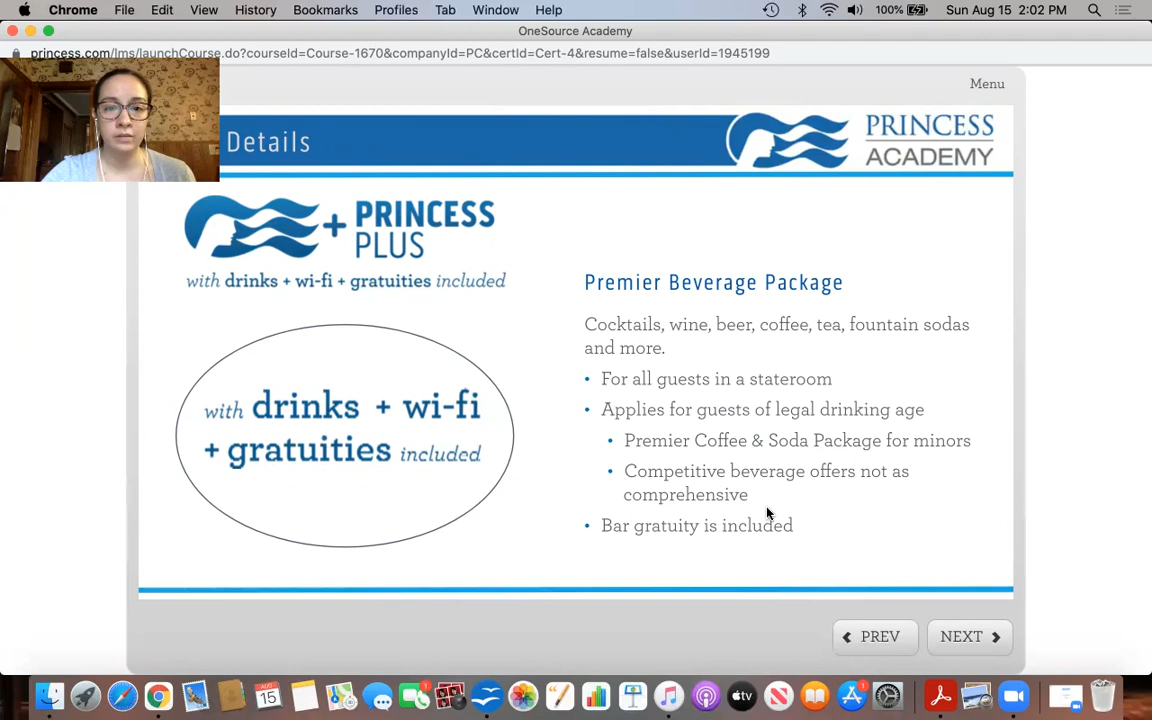 Chrome File Edit View History Bookmarks Profiles Tab Window Help 100% Sun Aug 15 2:02 PM
OneSource Academy
princess.com/lms/launchCourse.do?courseId=Course-1670&companyId=PC&certId=Cert-4&resume=false&userId=1945199
Menu
Details
PRINCESS
ACADEMY
+ PRINCESS
PLUS
with drinks + wi-fi + gratuities included
with drinks + wi-fi
+ gratuities included
Premier Beverage Package
Cocktails, wine, beer, coffee, tea, fountain sodas
and more.
• For all guests in a stateroom
• Applies for guests of legal drinking age
• Premier Coffee & Soda Package for minors
• Competitive beverage offers not as
comprehensive
• Bar gratuity is included
PREV NEXT
AUG
15
1
tv
1